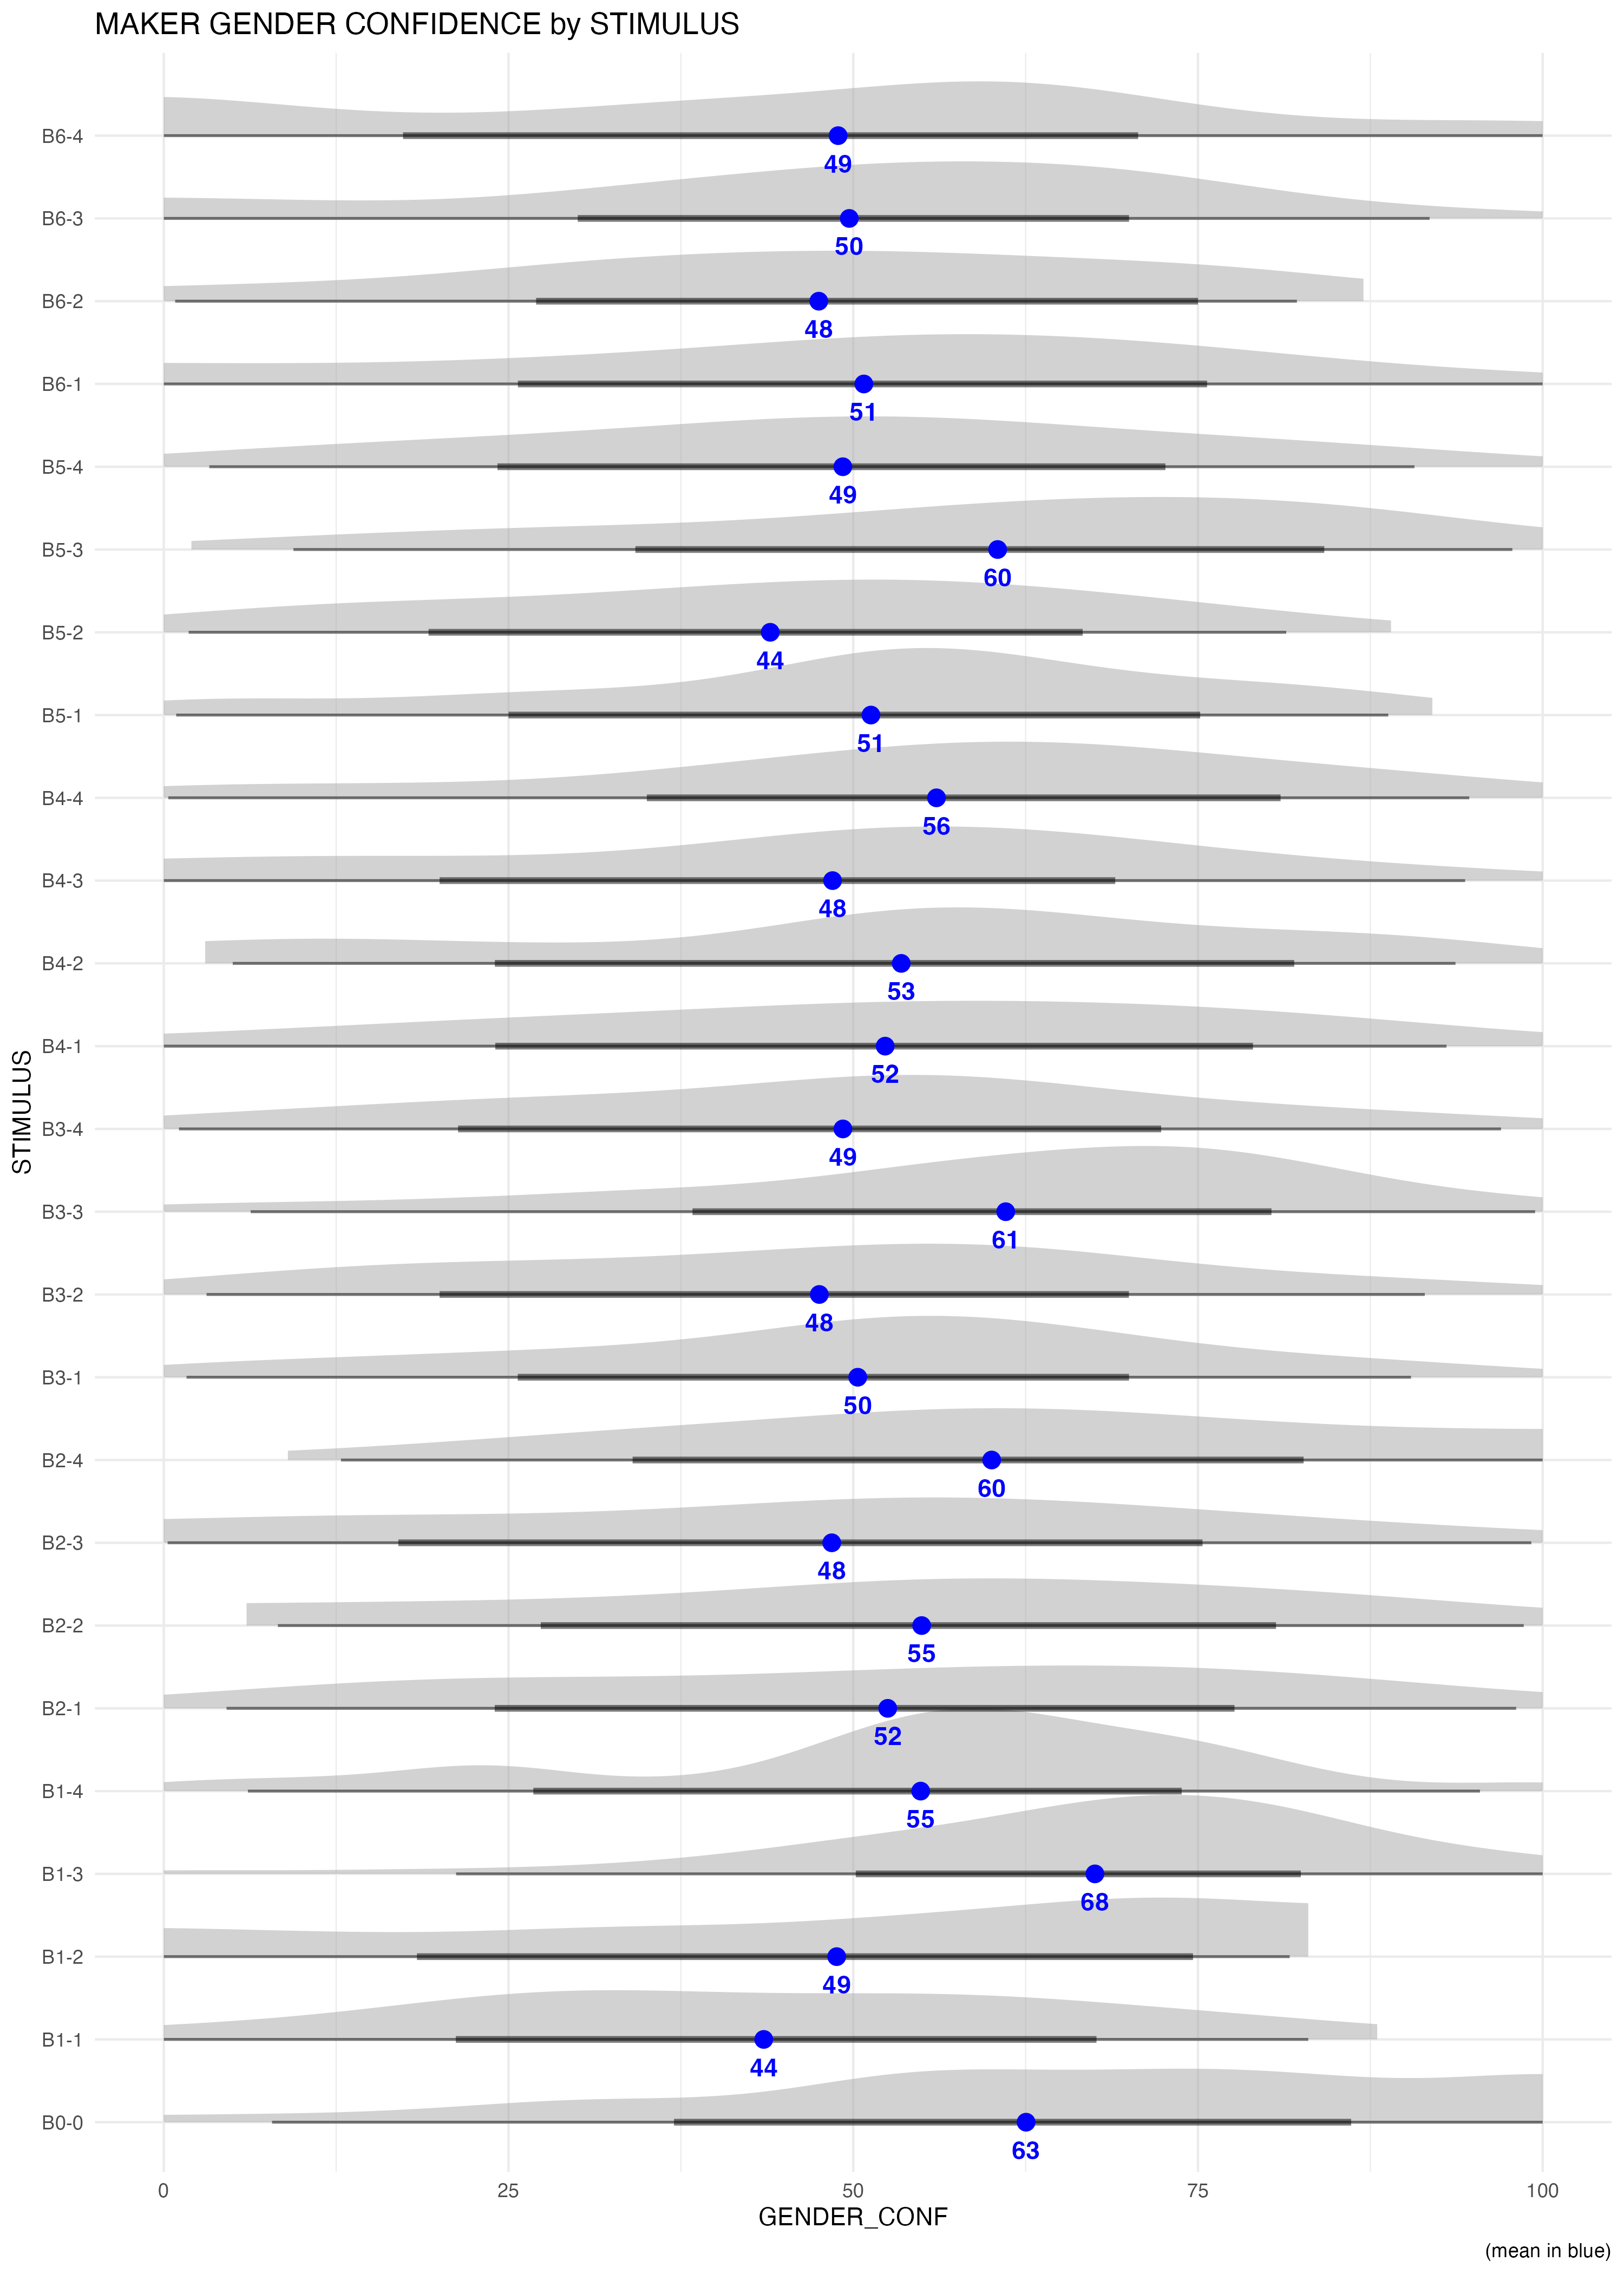 MAKER GENDER CONFIDENCE by STIMULUS
B6-4
49
B6-3
50
B6-2
48
B6-1
51
B5-4
49
B5-3
60
B5-2
44
B5-1
51
B4-4
56
B4-3
48
B4-2
53
B4-1
52
B3-4
49
B3-3
61
B3-2
48
B3-1
50
B2-4
60
B2-3
48
B2-2
55
B2-1
52
B1-4
55
B1-3
68
B1-2
49
B1-1
44
B0-0
63
STIMULUS
0 25 50 75 100
GENDER_CONF
(mean in blue)